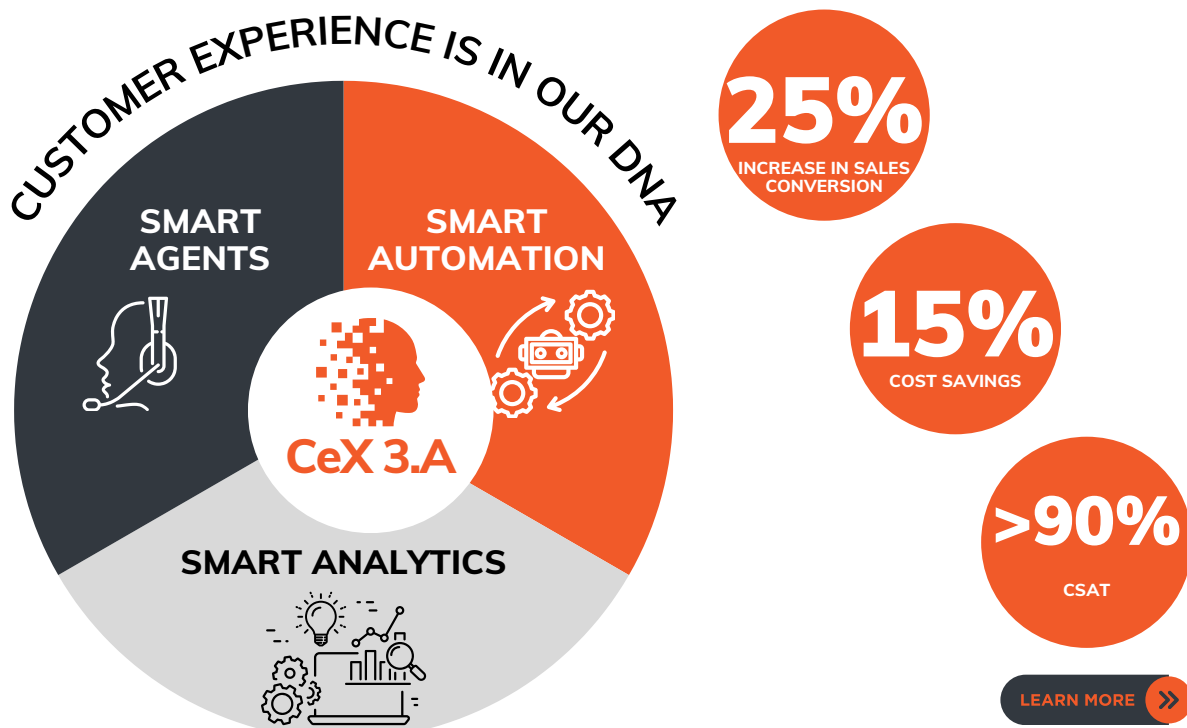 CUSTOMER EXPERIENCE IS IN OUR DNA
SMART
AGENTS
SMART
AUTOMATION
CeX 3.A
SMART ANALYTICS
25%
INCREASE IN SALES
CONVERSION
15%
COST SAVINGS
>90%
CSAT
LEARN MORE